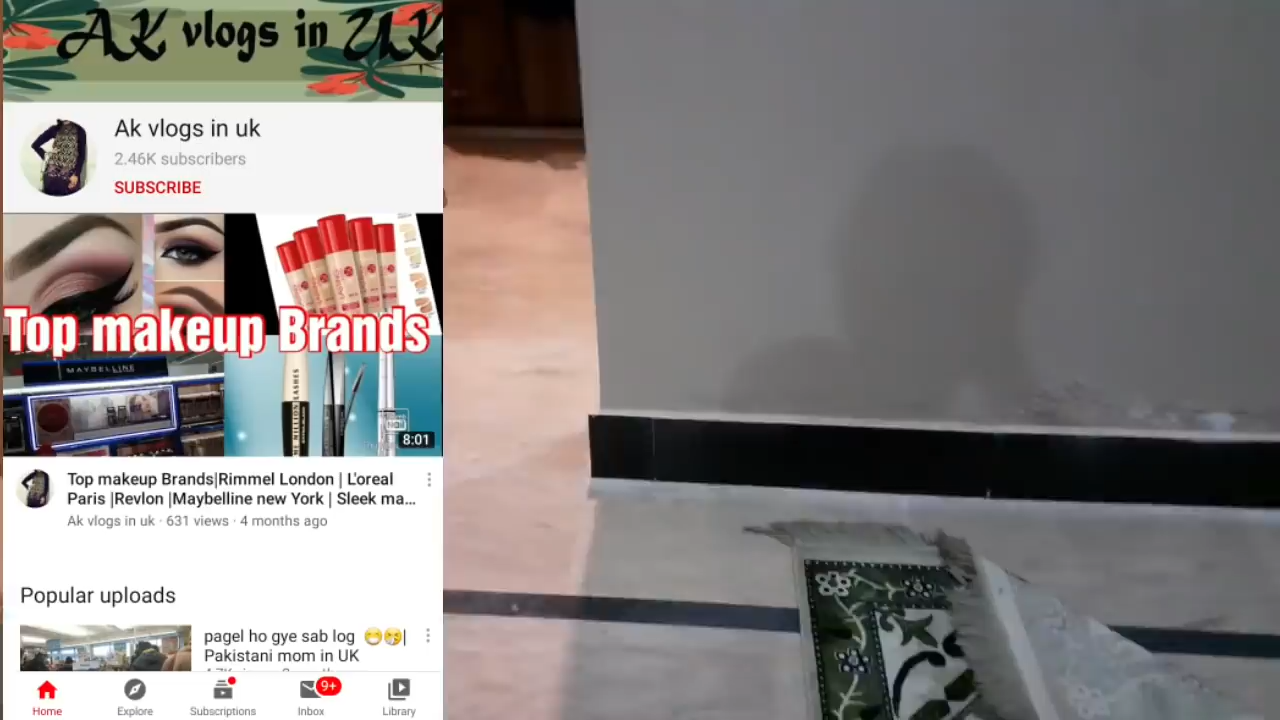 AK vlogs in UK
Ak vlogs in uk
2.46K subscribers
SUBSCRIBE
Top makeup Brands
MAYBELLINE
8:01
Top makeup Brands|Rimmel London | L'oreal
Paris |Revlon |Maybelline new York | Sleek ma...
Ak vlogs in uk · 631 views · 4 months ago
Popular uploads
pagel ho gye sab log 😁🤪|
Pakistani mom in UK
9+
Home
Explore
Subscriptions
Inbox
Library